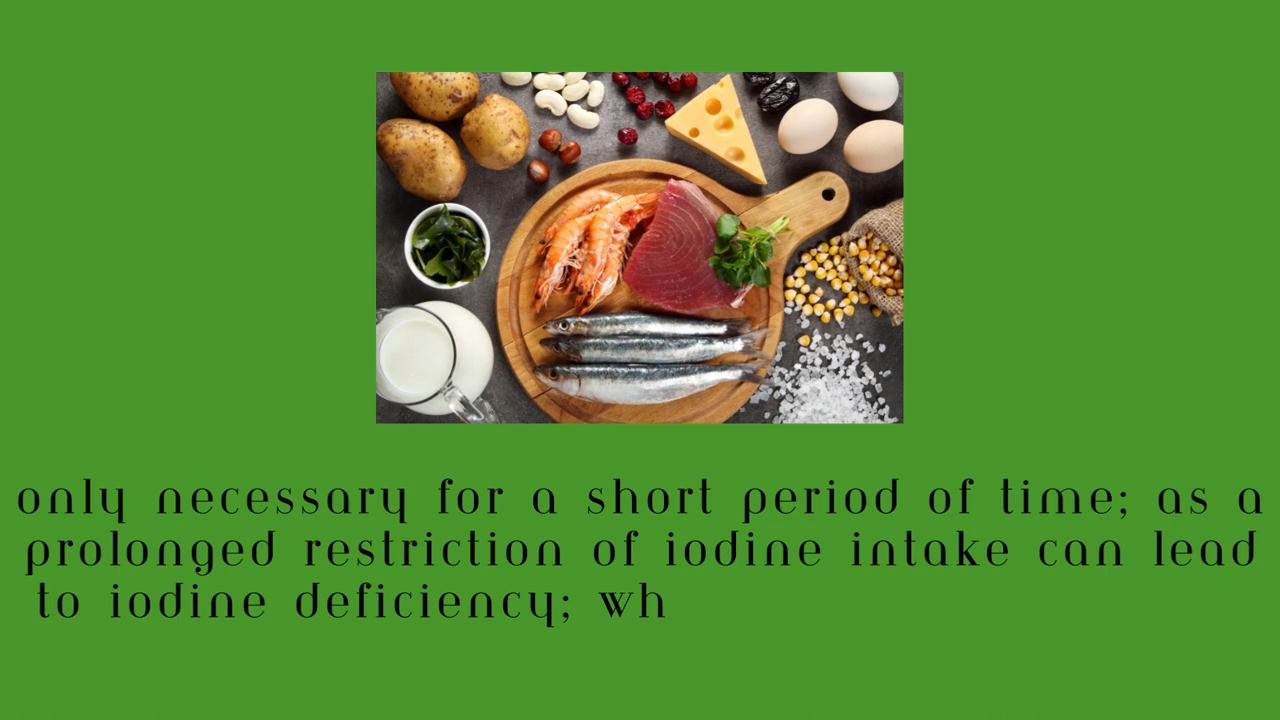 only necessary for a short period of time; as a
prolonged restriction of iodine intake can lead
to iodine deficiency; wh